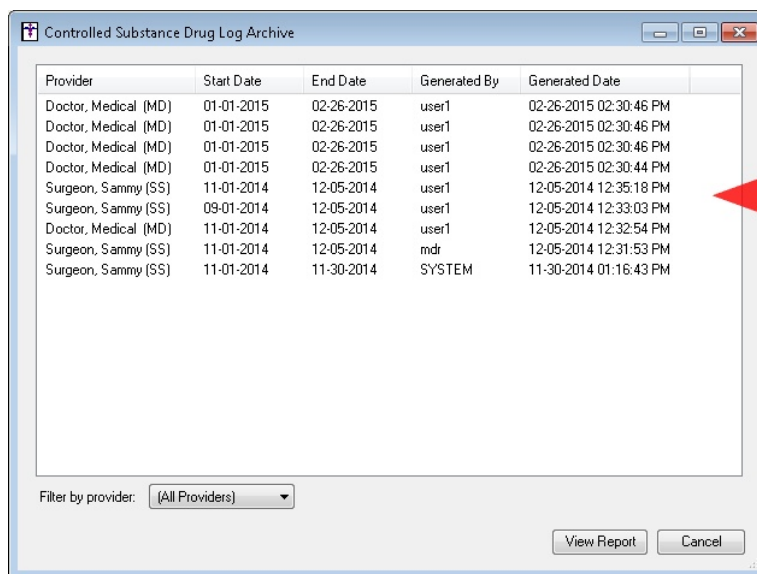 Controlled Substance Drug Log Archive
Provider Start Date End Date Generated By Generated Date
Doctor, Medical (MD) 01-01-2015 02-26-2015 user1 02-26-2015 02:30:46 PM
Doctor, Medical (MD) 01-01-2015 02-26-2015 user1 02-26-2015 02:30:46 PM
Doctor, Medical (MD) 01-01-2015 02-26-2015 user1 02-26-2015 02:30:46 PM
Doctor, Medical (MD) 01-01-2015 02-26-2015 user1 02-26-2015 02:30:44 PM
Surgeon, Sammy (SS) 11-01-2014 12-05-2014 user1 12-05-2014 12:35:18 PM
Surgeon, Sammy (SS) 09-01-2014 12-05-2014 user1 12-05-2014 12:33:03 PM
Doctor, Medical (MD) 11-01-2014 12-05-2014 user1 12-05-2014 12:32:54 PM
Surgeon, Sammy (SS) 11-01-2014 12-05-2014 mdr 12-05-2014 12:31:53 PM
Surgeon, Sammy (SS) 11-01-2014 11-30-2014 SYSTEM 11-30-2014 01:16:43 PM
Filter by provider: (All Providers)
View Report Cancel